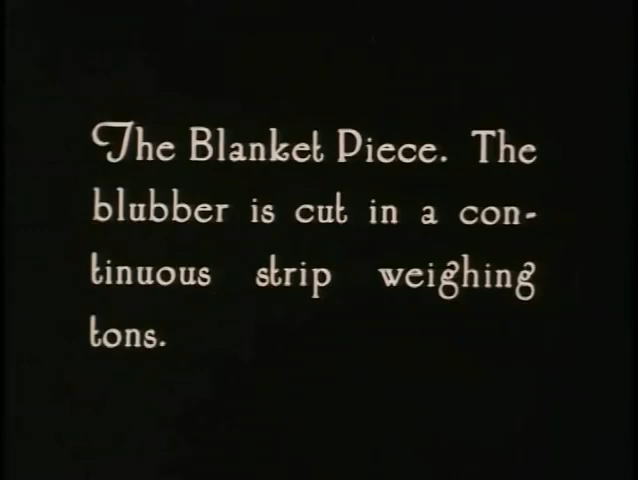 The Blanket Piece. The
blubber is cut in a con-
tinuous strip weighing
tons.